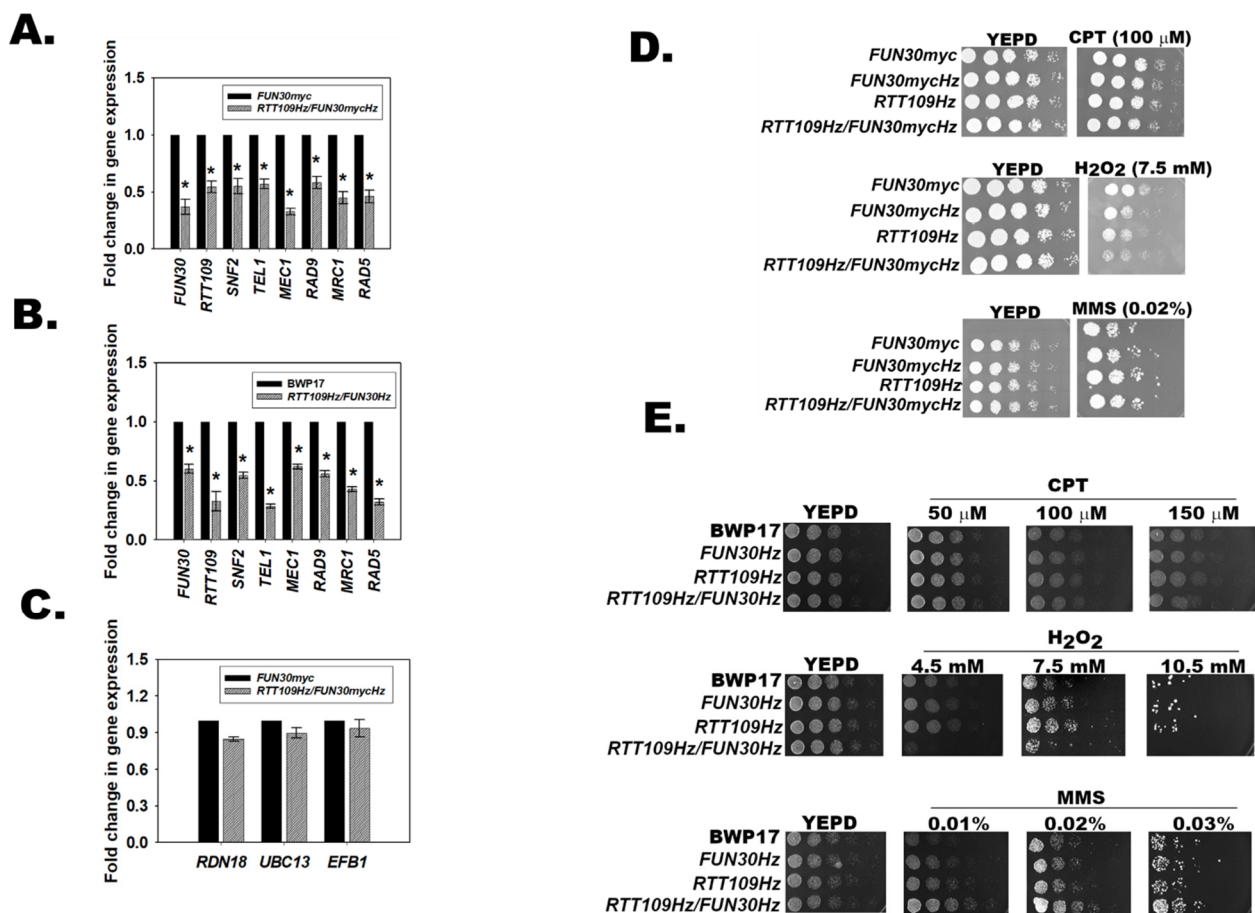 A.
Fold change in gene expression
1.5
1.0
0.5
0.0
FUN30myc
RTT109Hz/FUN30mycHz
* * * * * * * *
FUN30
RTT109
SNF2
TEL1
MEC1
RAD9
MRC1
RAD5
B.
Fold change in gene expression
1.5
1.0
0.5
0.0
BWP17
RTT109Hz/FUN30Hz
* * * * * * * *
FUN30
RTT109
SNF2
TEL1
MEC1
RAD9
MRC1
RAD5
C.
Fold change in gene expression
1.5
1.2
0.9
0.6
0.3
0.0
FUN30myc
RTT109Hz/FUN30mycHz
RDN18 UBC13 EFB1
D.
YEPD CPT (100 μM)
FUN30myc
FUN30mycHz
RTT109Hz
RTT109Hz/FUN30mycHz
YEPD H2O2 (7.5 mM)
FUN30myc
FUN30mycHz
RTT109Hz
RTT109Hz/FUN30mycHz
YEPD MMS (0.02%)
FUN30myc
FUN30mycHz
RTT109Hz
RTT109Hz/FUN30mycHz
E.
CPT
YEPD 50 μM 100 μM 150 μM
BWP17
FUN30Hz
RTT109Hz
RTT109Hz/FUN30Hz
H₂O₂
YEPD 4.5 mM 7.5 mM 10.5 mM
BWP17
FUN30Hz
RTT109Hz
RTT109Hz/FUN30Hz
MMS
YEPD 0.01% 0.02% 0.03%
BWP17
FUN30Hz
RTT109Hz
RTT109Hz/FUN30Hz